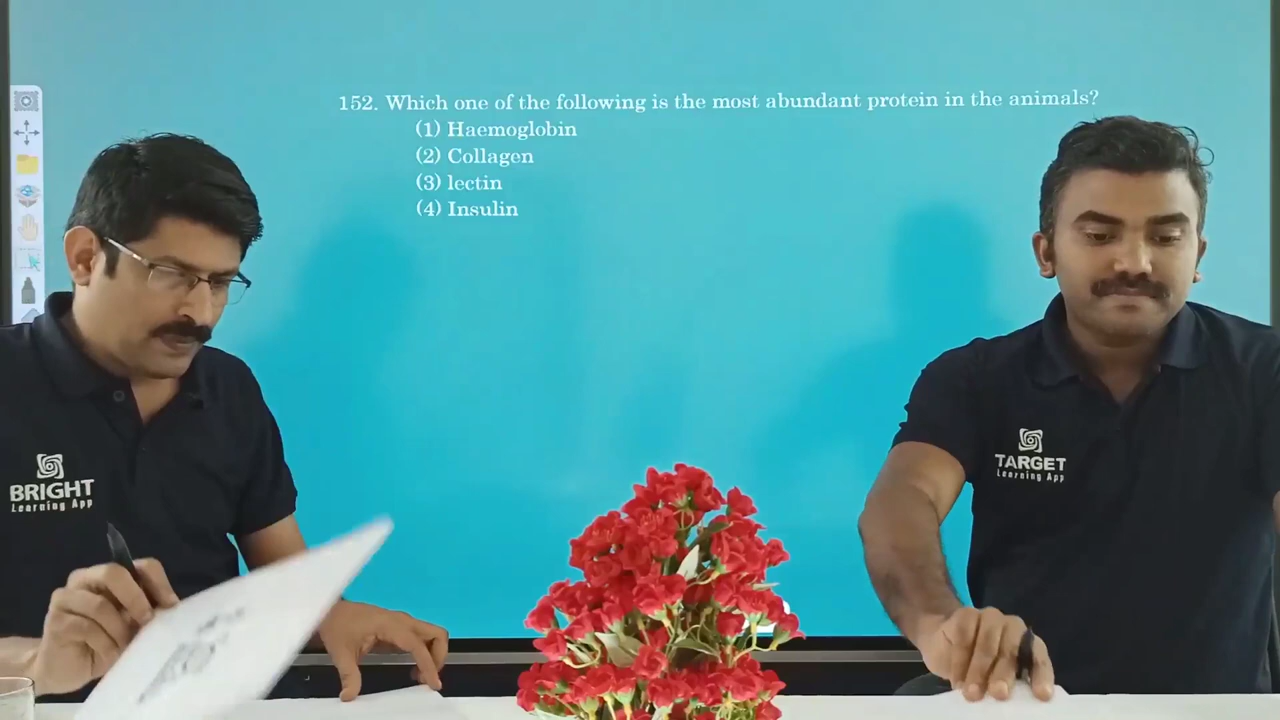 152. Which one of the following is the most abundant protein in the animals?
(1) Haemoglobin
(2) Collagen
(3) lectin
(4) Insulin
BRIGHT
Learning App
TARGET
Learning App